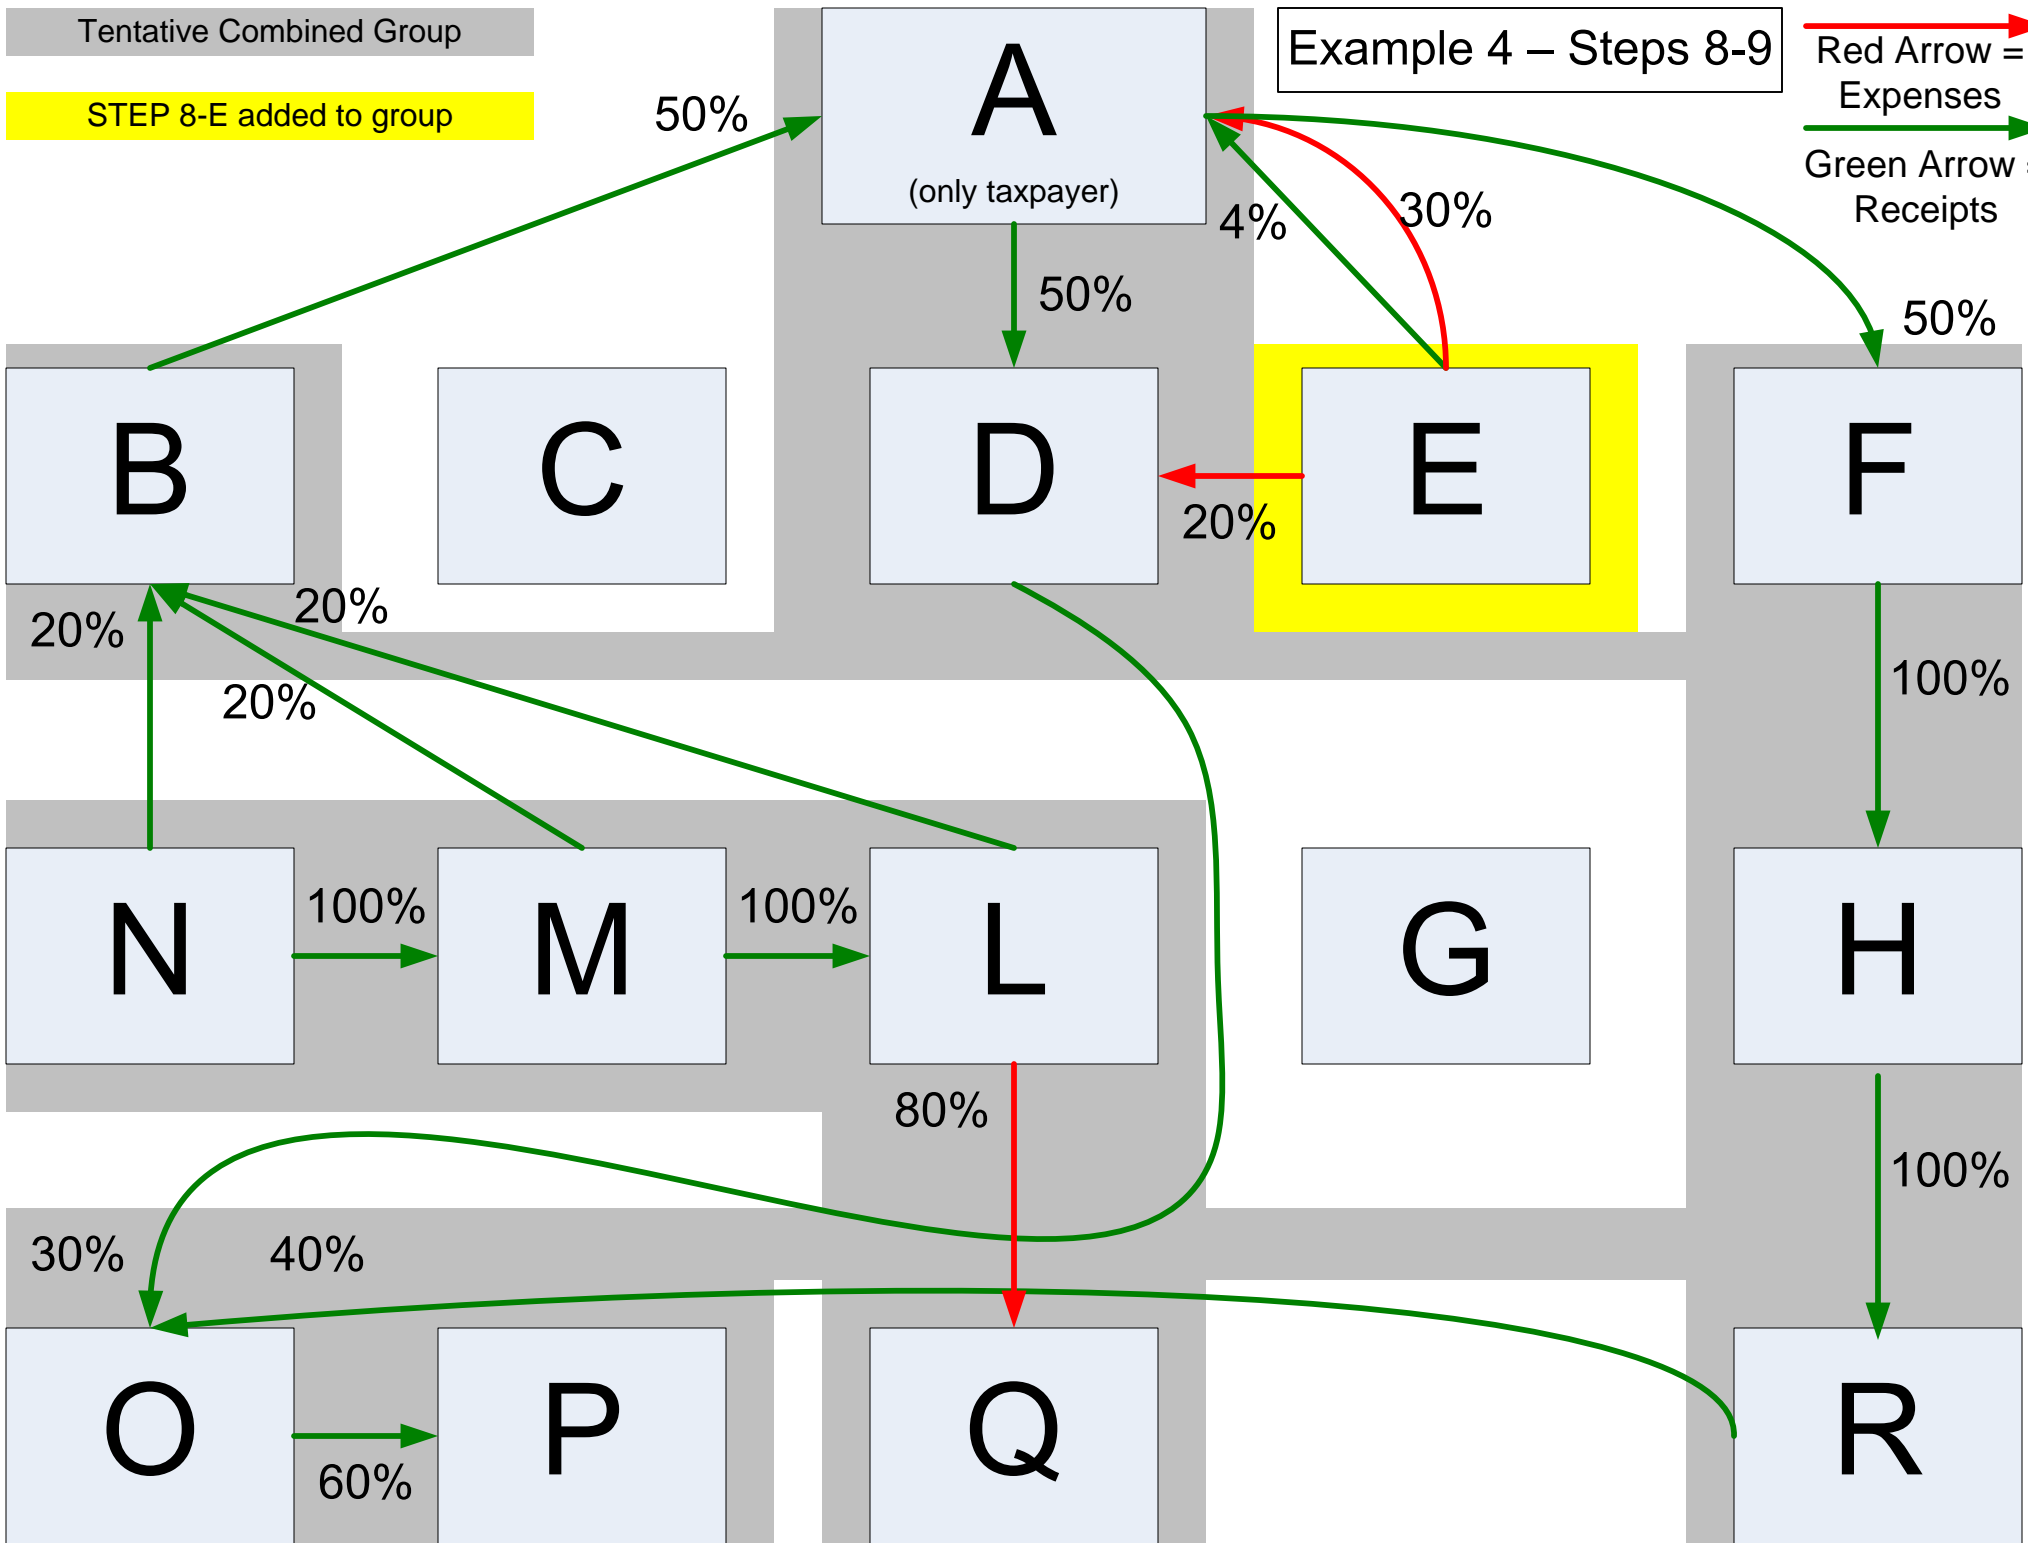 Tentative Combined Group
STEP 8-E added to group
A
(only taxpayer)
Example 4 – Steps 8-9
Red Arrow =
Expenses
Green Arrow =
Receipts
50%
4%
30%
50%
50%
B
C
D
E
F
20%
20%
20%
20%
100%
N
100%
M
100%
L
G
H
80%
100%
30%
40%
O
60%
P
Q
R